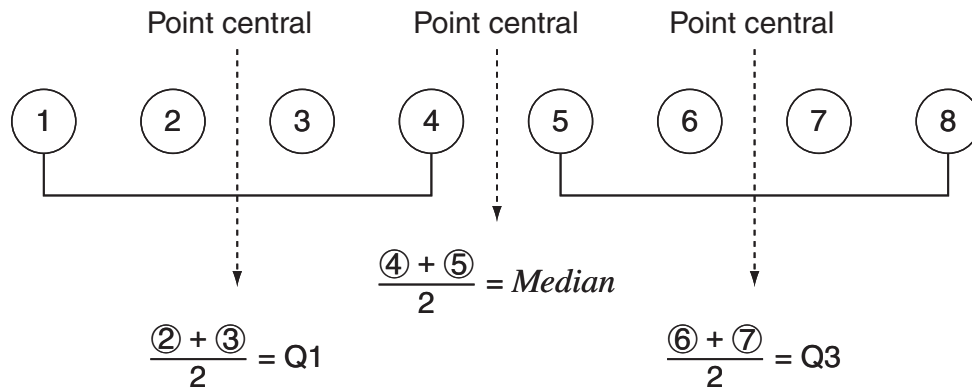 Point central Point central Point central
1 2 3 4 5 6 7 8
④ + ⑤
2
= Median
② + ③
2
= Q1
⑥ + ⑦
2
= Q3